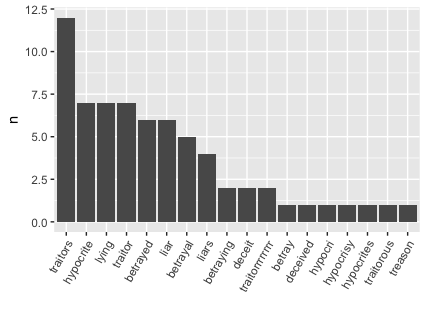 12.5
10.0
7.5
5.0
2.5
0.0
n
traitors
hypocrite
lying
traitor
betrayed
liar
betrayal
liars
betraying
deceit
traitorrrrrrr
betray
deceived
hypocri
hypocrisy
hypocrites
traitorous
treason